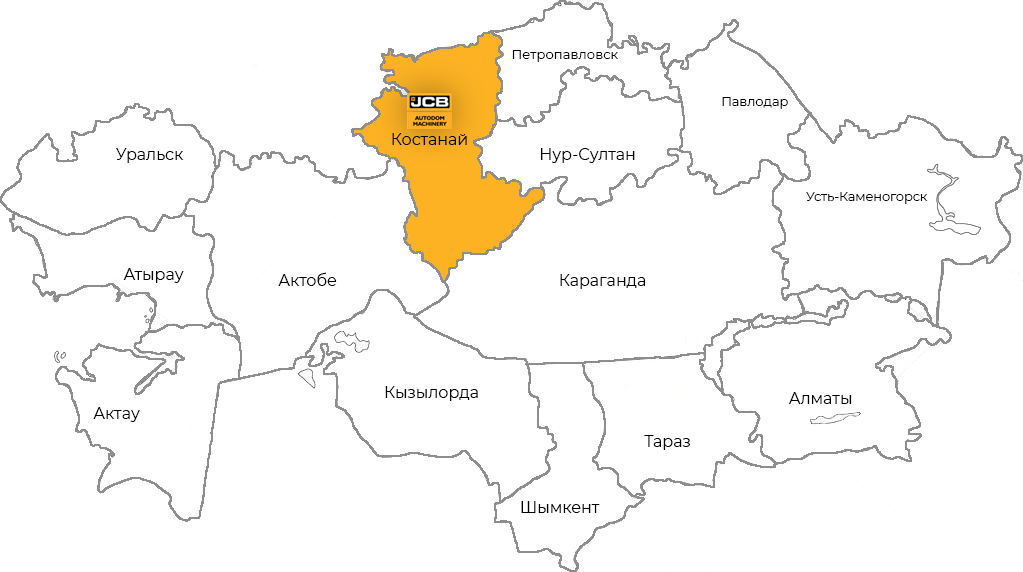 Петропавловск
JCB
Павлодар
AUTODOM
MACHINERY
Костанай
Уральск
Нур-Султан
Усть-Каменогорск
Атырау
Актобе
Караганда
Кызылорда
Алматы
Актау
Тараз
Шымкент